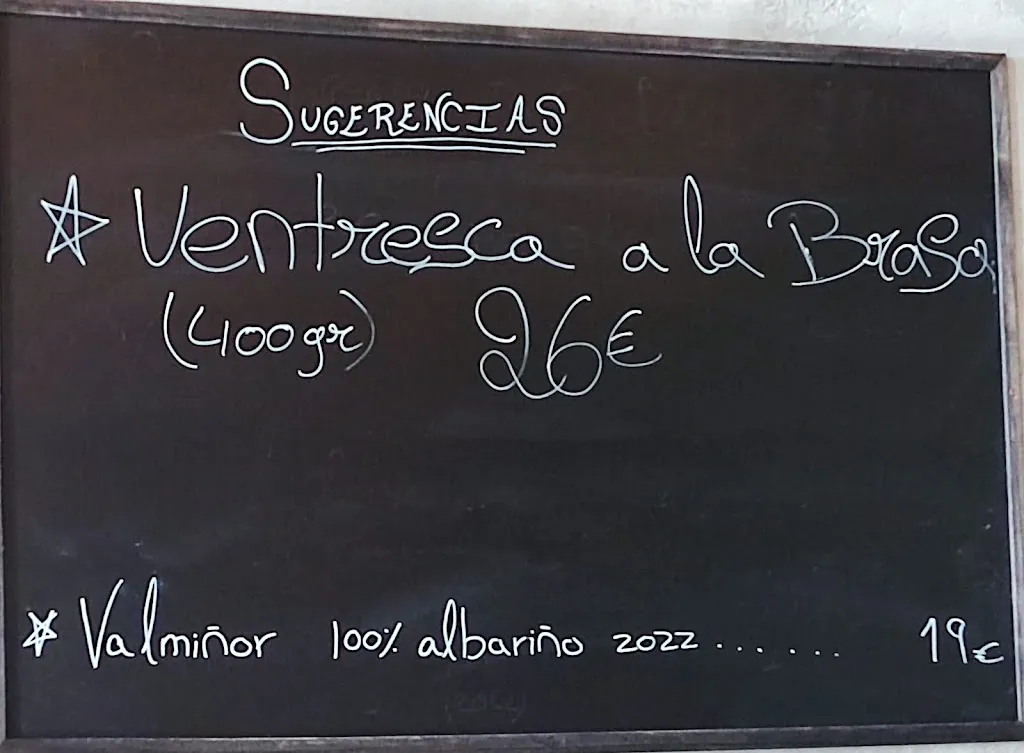 SUGERENCIAS
Ventresca a la Brasa
(400gr) 26€
Valmiñor 100% albariño 2022 ...... 19€